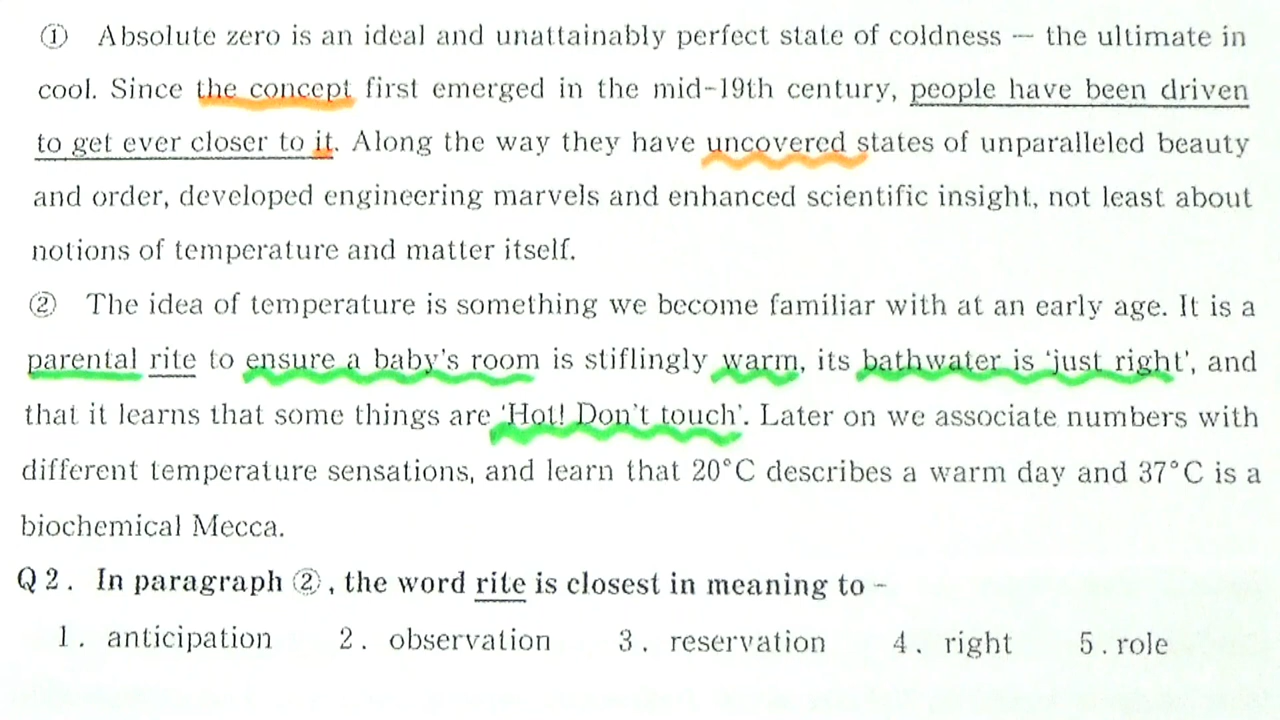 ① Absolute zero is an ideal and unattainably perfect state of coldness — the ultimate in
cool. Since the concept first emerged in the mid-19th century, people have been driven
to get ever closer to it. Along the way they have uncovered states of unparalleled beauty
and order, developed engineering marvels and enhanced scientific insight, not least about
notions of temperature and matter itself.
② The idea of temperature is something we become familiar with at an early age. It is a
parental rite to ensure a baby's room is stiflingly warm, its bathwater is 'just right', and
that it learns that some things are 'Hot! Don't touch'. Later on we associate numbers with
different temperature sensations, and learn that 20°C describes a warm day and 37°C is a
biochemical Mecca.
Q2. In paragraph ②, the word rite is closest in meaning to -
1. anticipation 2. observation 3. reservation 4. right 5. role